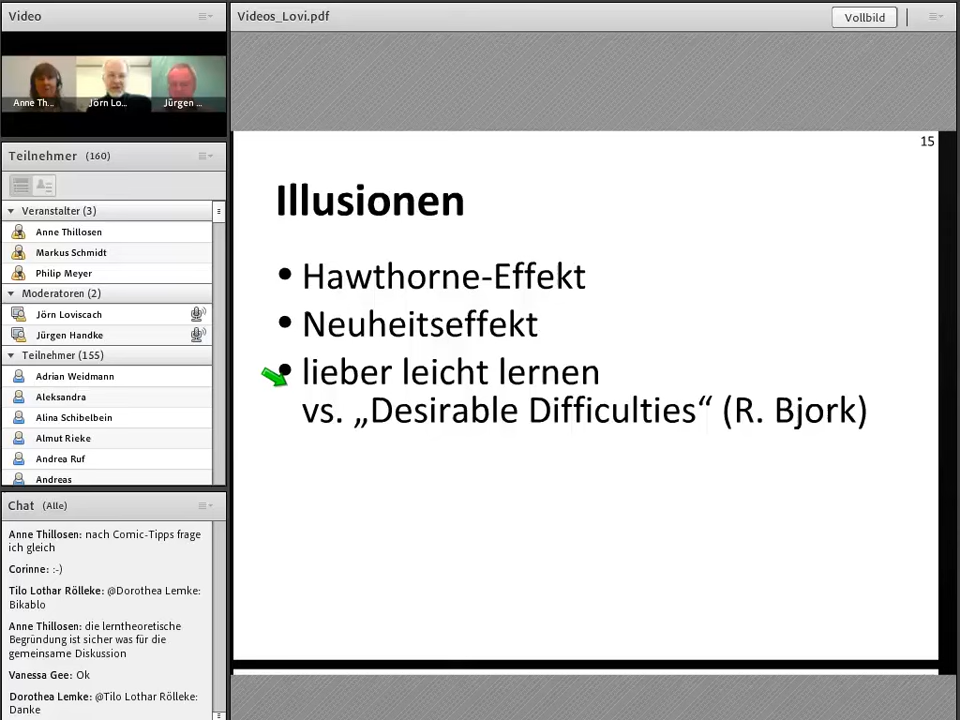 Video
Anne Th...
Jörn Lo...
Jürgen ...
Teilnehmer (160)
Veranstalter (3)
Anne Thillosen
Markus Schmidt
Philip Meyer
Moderatoren (2)
Jörn Loviscach
Jürgen Handke
Teilnehmer (155)
Adrian Weidmann
Aleksandra
Alina Schibelbein
Almut Rieke
Andrea Ruf
Andreas
Chat (Alle)
Anne Thillosen: nach Comic-Tipps frage
ich gleich
Corinne: :-)
Tilo Lothar Rölleke: @Dorothea Lemke:
Bikablo
Anne Thillosen: die lerntheoretische
Begründung ist sicher was für die
gemeinsame Diskussion
Vanessa Gee: Ok
Dorothea Lemke: @Tilo Lothar Rölleke:
Danke
Videos_Lovi.pdf
Vollbild
15
Illusionen
• Hawthorne-Effekt
• Neuheitseffekt
• lieber leicht lernen
vs. „Desirable Difficulties“ (R. Bjork)